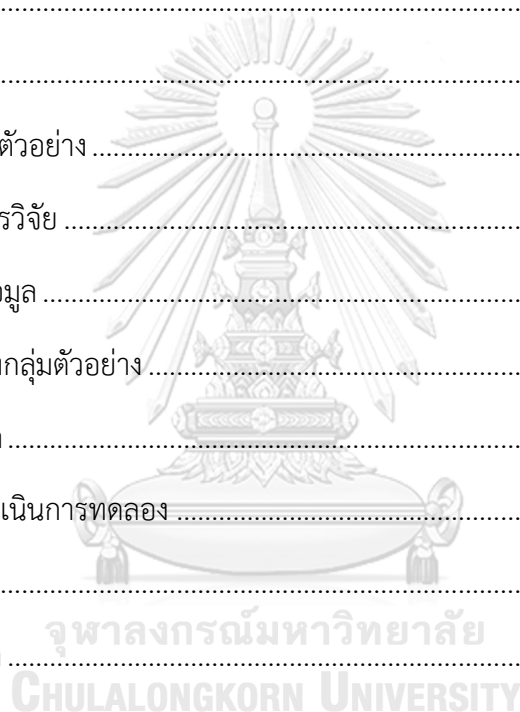 ตัวอย่าง ........................................................
รวิจัย ........................................................
อมูล ........................................................
กลุ่มตัวอย่าง ........................................................
เนินการทดลอง ........................................................
จุฬาลงกรณ์มหาวิทยาลัย
CHULALONGKORN UNIVERSITY